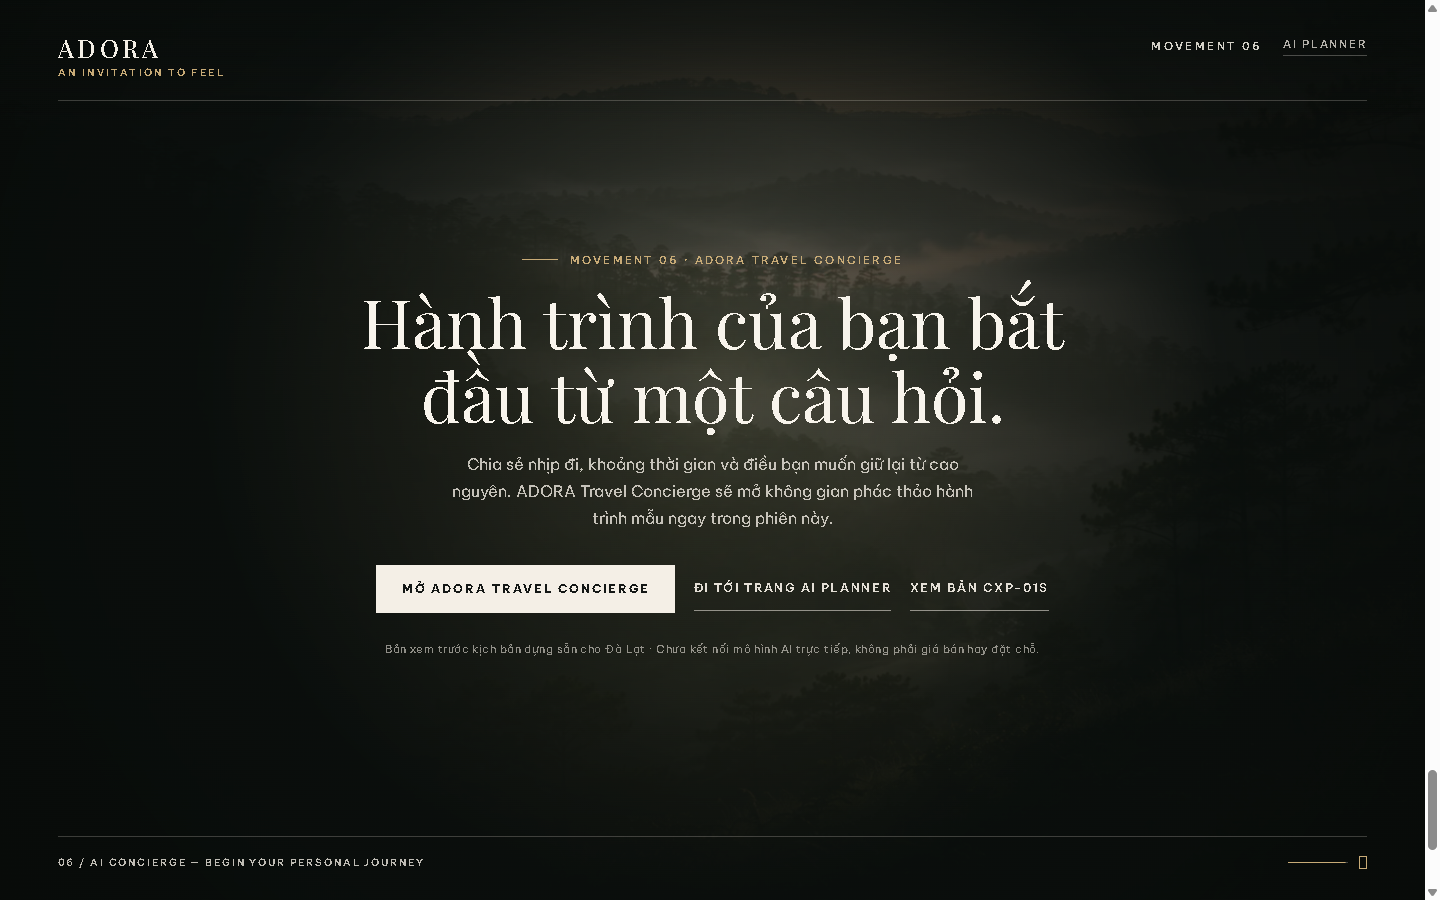 ADORA
AN INVITATION TO FEEL
MOVEMENT 06
AI PLANNER
MOVEMENT 06 · ADORA TRAVEL CONCIERGE
Hành trình của bạn bắt
đầu từ một câu hỏi.
Chia sẻ nhịp đi, khoảng thời gian và điều bạn muốn giữ lại từ cao
nguyên. ADORA Travel Concierge sẽ mở không gian phác thảo hành
trình mẫu ngay trong phiên này.
MỞ ADORA TRAVEL CONCIERGE
ĐI TỚI TRANG AI PLANNER
XEM BẢN CXP-01S
Bản xem trước kịch bản dựng sẵn cho Đà Lạt · Chưa kết nối mô hình AI trực tiếp, không phải giá bán hay đặt chỗ.
06 / AI CONCIERGE — BEGIN YOUR PERSONAL JOURNEY